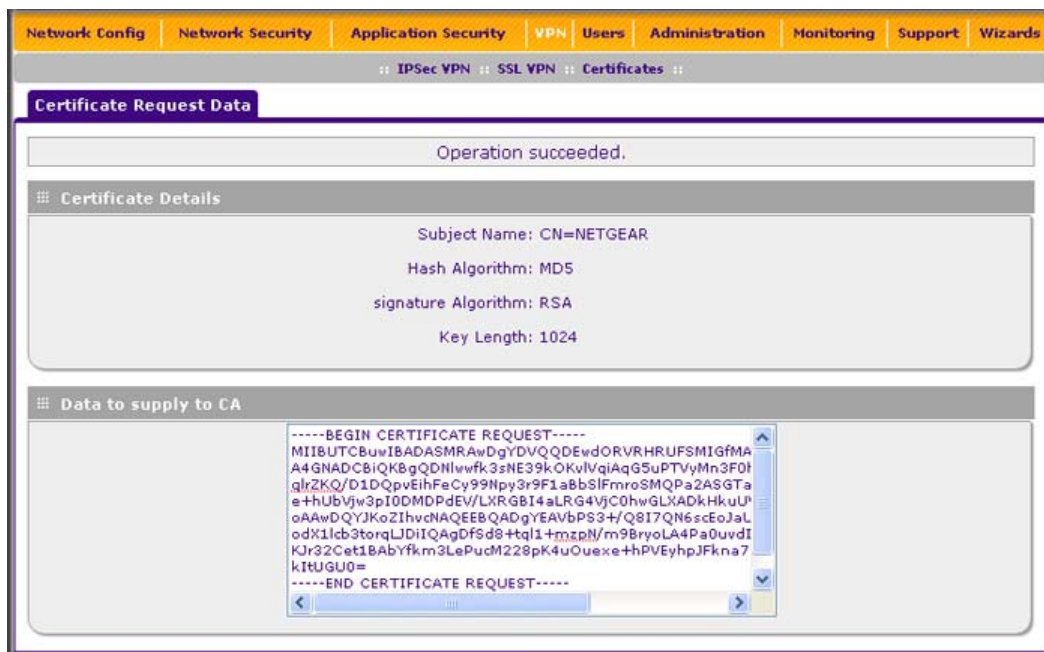 Network Config Network Security Application Security VPN Users Administration Monitoring Support Wizards
:: IPSec VPN :: SSL VPN :: Certificates ::
Certificate Request Data
Operation succeeded.
Certificate Details
Subject Name: CN=NETGEAR
Hash Algorithm: MD5
signature Algorithm: RSA
Key Length: 1024
Data to supply to CA
-----BEGIN CERTIFICATE REQUEST-----
MIIBUTCBuwIBADASMRAwDgYDVQQDEwdORVRHRUFSMIGfMA
A4GNADCBiQKBgQDNlwwfk3sNE39kOKvlVqiAqG5uPTVyMn3F0
qlrZKQ/D1DQpvEihFeCy99Npy3r9F1aBbSlFmroSMQPa2ASGTa
e+hUbVjw3pI0DMDPdEV/LXRGBI4aLRG4VjC0hwGLXADkHkuU
oAAwDQYJKoZIhvcNAQEEBQADgYEAVbPS3+/Q8I7QN6scEoJaL
odX1lcb3torqLJDiIQAgDfSd8+tql1+mzpN/m9BryoLA4Pa0uvdI
KJr32Cet1BAbYfkm3LePucM228pK4uOuexe+hPVEyhpJFkna7
kItUGU0=
-----END CERTIFICATE REQUEST-----